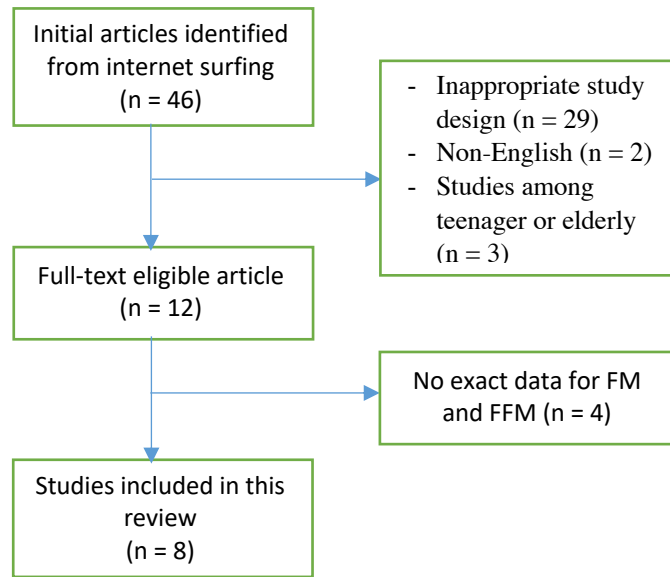 Initial articles identified
from internet surfing
(n = 46)
- Inappropriate study
design (n = 29)
- Non-English (n = 2)
- Studies among
teenager or elderly
(n = 3)
Full-text eligible article
(n = 12)
No exact data for FM
and FFM (n = 4)
Studies included in this
review
(n = 8)